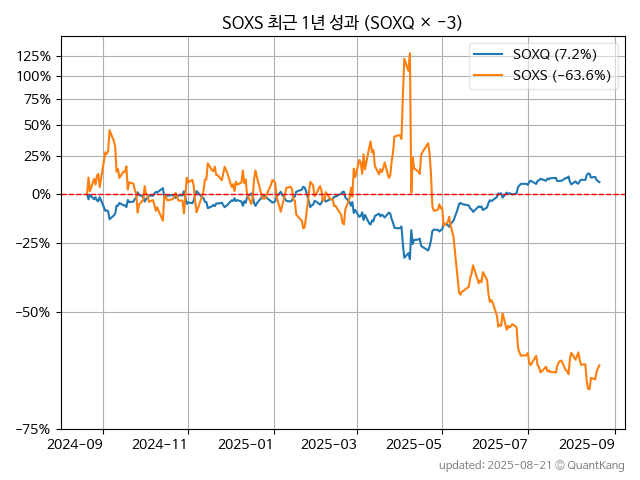 SOXS 최근 1년 성과 (SOXQ × −3)
SOXQ (7.2%)
SOXS (−63.6%)
125%
100%
75%
50%
25%
0%
−25%
−50%
−75%
2024-09 2024-11 2025-01 2025-03 2025-05 2025-07 2025-09
updated: 2025-08-21 © QuantKang